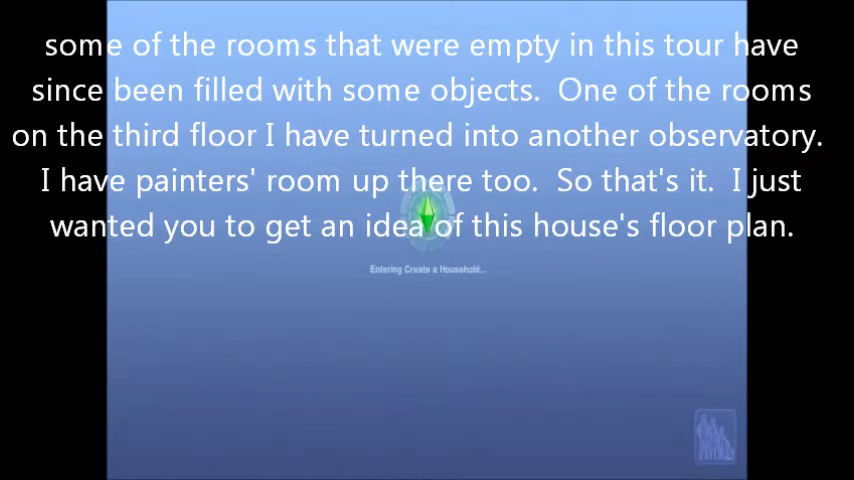 some of the rooms that were empty in this tour have
since been filled with some objects.  One of the rooms
on the third floor I have turned into another observatory.
I have painters' room up there too.  So that's it.  I just
wanted you to get an idea of this house's floor plan.
Entering Create a Household...